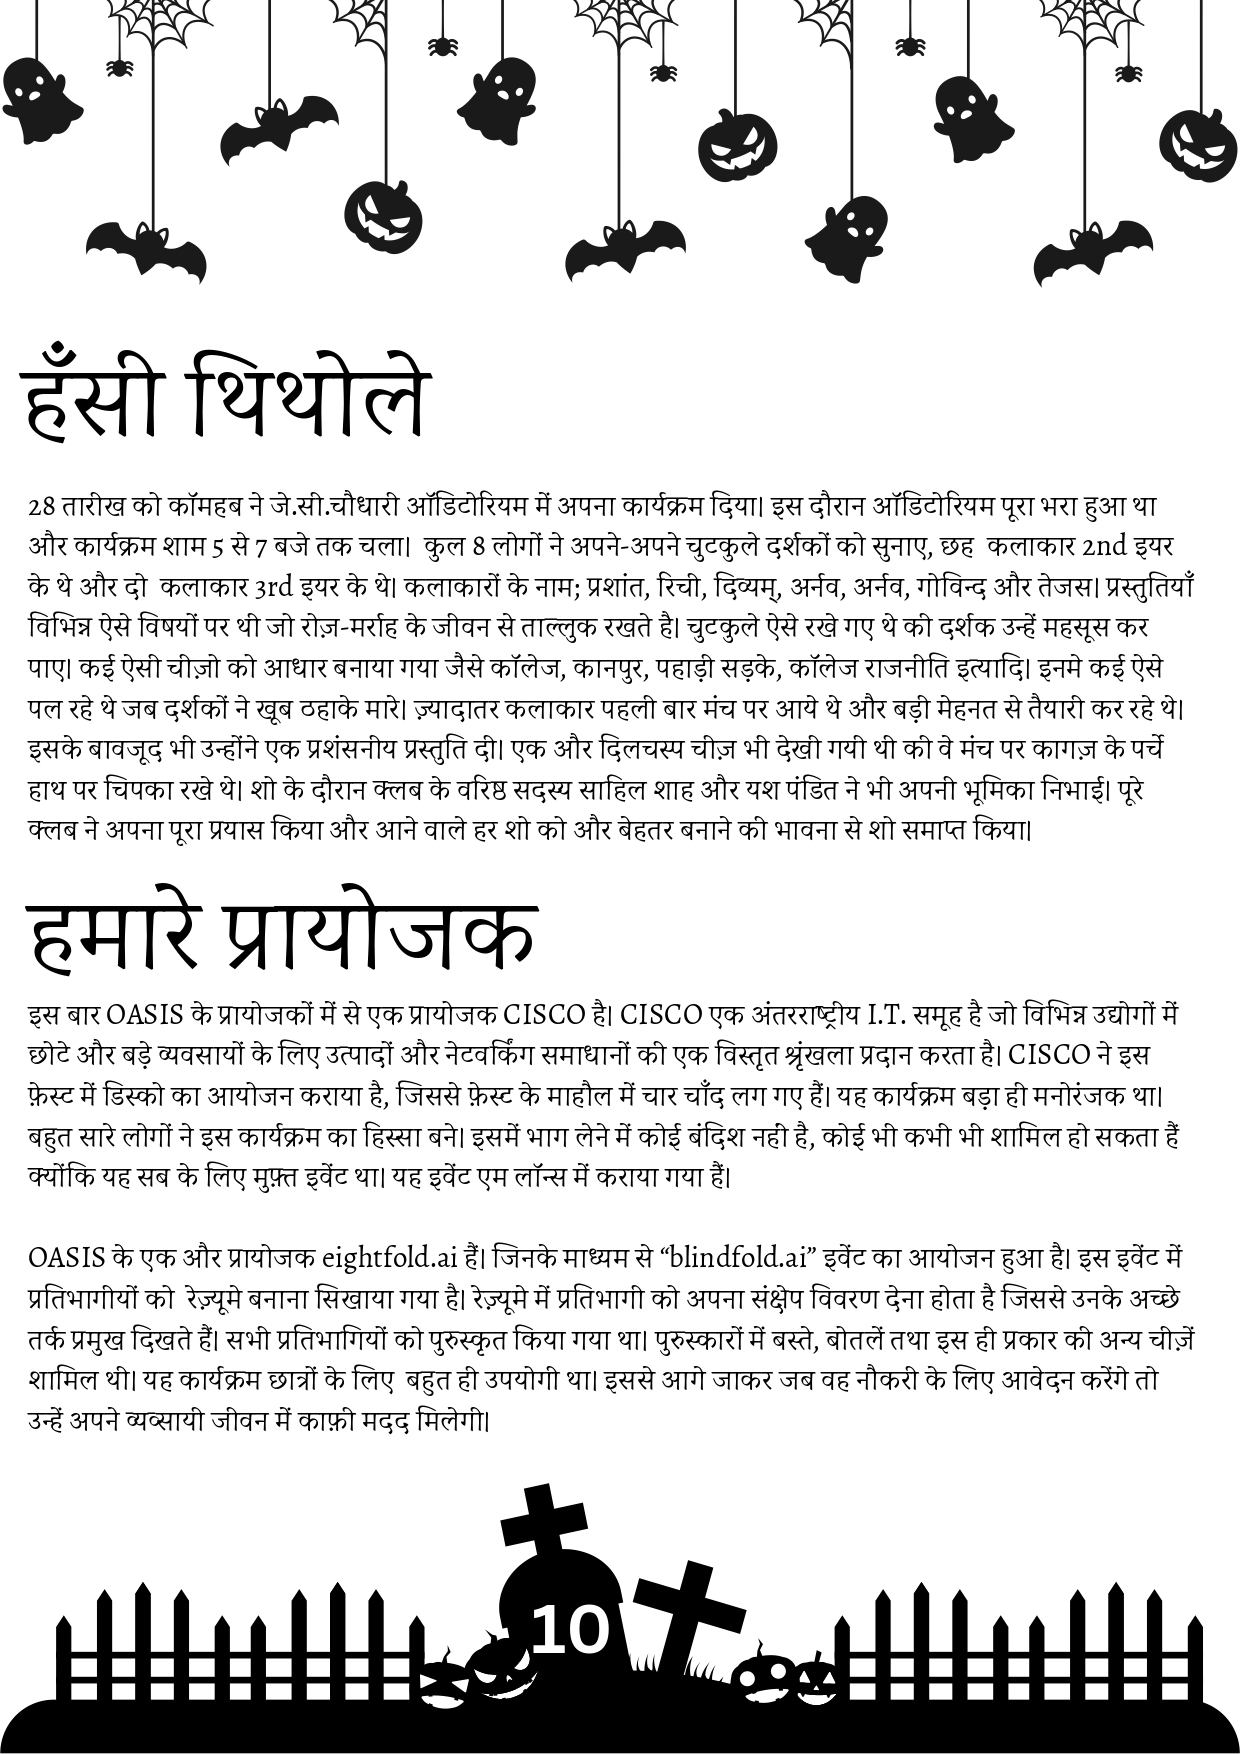 हँसी थिथोले
28 तारीख को कॉमहब ने जे.सी.चौधारी ऑडिटोरियम में अपना कार्यक्रम दिया। इस दौरान ऑडिटोरियम पूरा भरा हुआ था
और कार्यक्रम शाम 5 से 7 बजे तक चला। कुल 8 लोगों ने अपने-अपने चुटकुले दर्शकों को सुनाए, छह कलाकार 2nd इयर
के थे और दो कलाकार 3rd इयर के थे। कलाकारों के नाम; प्रशांत, रिची, दिव्यम्, अर्नव, अर्नव, गोविन्द और तेजस। प्रस्तुतियाँ
विभिन्न ऐसे विषयों पर थी जो रोज़-मर्राह के जीवन से ताल्लुक रखते है। चुटकुले ऐसे रखे गए थे की दर्शक उन्हें महसूस कर
पाए। कई ऐसी चीज़ो को आधार बनाया गया जैसे कॉलेज, कानपुर, पहाड़ी सड़के, कॉलेज राजनीति इत्यादि। इनमे कई ऐसे
पल रहे थे जब दर्शकों ने खूब ठहाके मारे। ज़्यादातर कलाकार पहली बार मंच पर आये थे और बड़ी मेहनत से तैयारी कर रहे थे।
इसके बावजूद भी उन्होंने एक प्रशंसनीय प्रस्तुति दी। एक और दिलचस्प चीज़ भी देखी गयी थी की वे मंच पर कागज़ के पर्चे
हाथ पर चिपका रखे थे। शो के दौरान क्लब के वरिष्ठ सदस्य साहिल शाह और यश पंडित ने भी अपनी भूमिका निभाई। पूरे
क्लब ने अपना पूरा प्रयास किया और आने वाले हर शो को और बेहतर बनाने की भावना से शो समाप्त किया।
हमारे प्रायोजक
इस बार OASIS के प्रायोजकों में से एक प्रायोजक CISCO है। CISCO एक अंतरराष्ट्रीय I.T. समूह है जो विभिन्न उद्योगों में
छोटे और बड़े व्यवसायों के लिए उत्पादों और नेटवर्किंग समाधानों की एक विस्तृत श्रृंखला प्रदान करता है। CISCO ने इस
फ़ेस्ट में डिस्को का आयोजन कराया है, जिससे फ़ेस्ट के माहौल में चार चाँद लग गए हैं। यह कार्यक्रम बड़ा ही मनोरंजक था।
बहुत सारे लोगों ने इस कार्यक्रम का हिस्सा बने। इसमें भाग लेने में कोई बंदिश नहीं है, कोई भी कभी भी शामिल हो सकता हैं
क्योंकि यह सब के लिए मुफ़्त इवेंट था। यह इवेंट एम लॉन्स में कराया गया हैं।
OASIS के एक और प्रायोजक eightfold.ai हैं। जिनके माध्यम से “blindfold.ai” इवेंट का आयोजन हुआ है। इस इवेंट में
प्रतिभागीयों को रेज़्यूमे बनाना सिखाया गया है। रेज़्यूमे में प्रतिभागी को अपना संक्षेप विवरण देना होता है जिससे उनके अच्छे
तर्क प्रमुख दिखते हैं। सभी प्रतिभागियों को पुरुस्कृत किया गया था। पुरुस्कारों में बस्ते, बोतलें तथा इस ही प्रकार की अन्य चीज़ें
शामिल थी। यह कार्यक्रम छात्रों के लिए बहुत ही उपयोगी था। इससे आगे जाकर जब वह नौकरी के लिए आवेदन करेंगे तो
उन्हें अपने व्यव्सायी जीवन में काफ़ी मदद मिलेगी।
10